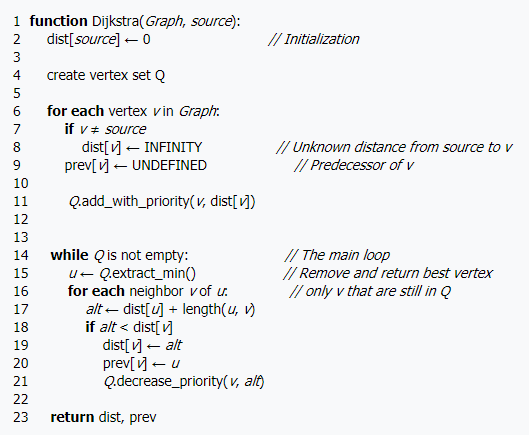 1 function Dijkstra(Graph, source):
2 dist[source] ← 0 // Initialization
3
4 create vertex set Q
5
6 for each vertex v in Graph:
7 if v ≠ source
8 dist[v] ← INFINITY // Unknown distance from source to v
9 prev[v] ← UNDEFINED // Predecessor of v
10
11 Q.add_with_priority(v, dist[v])
12
13
14 while Q is not empty: // The main loop
15 u ← Q.extract_min() // Remove and return best vertex
16 for each neighbor v of u: // only v that are still in Q
17 alt ← dist[u] + length(u, v)
18 if alt < dist[v]
19 dist[v] ← alt
20 prev[v] ← u
21 Q.decrease_priority(v, alt)
22
23 return dist, prev